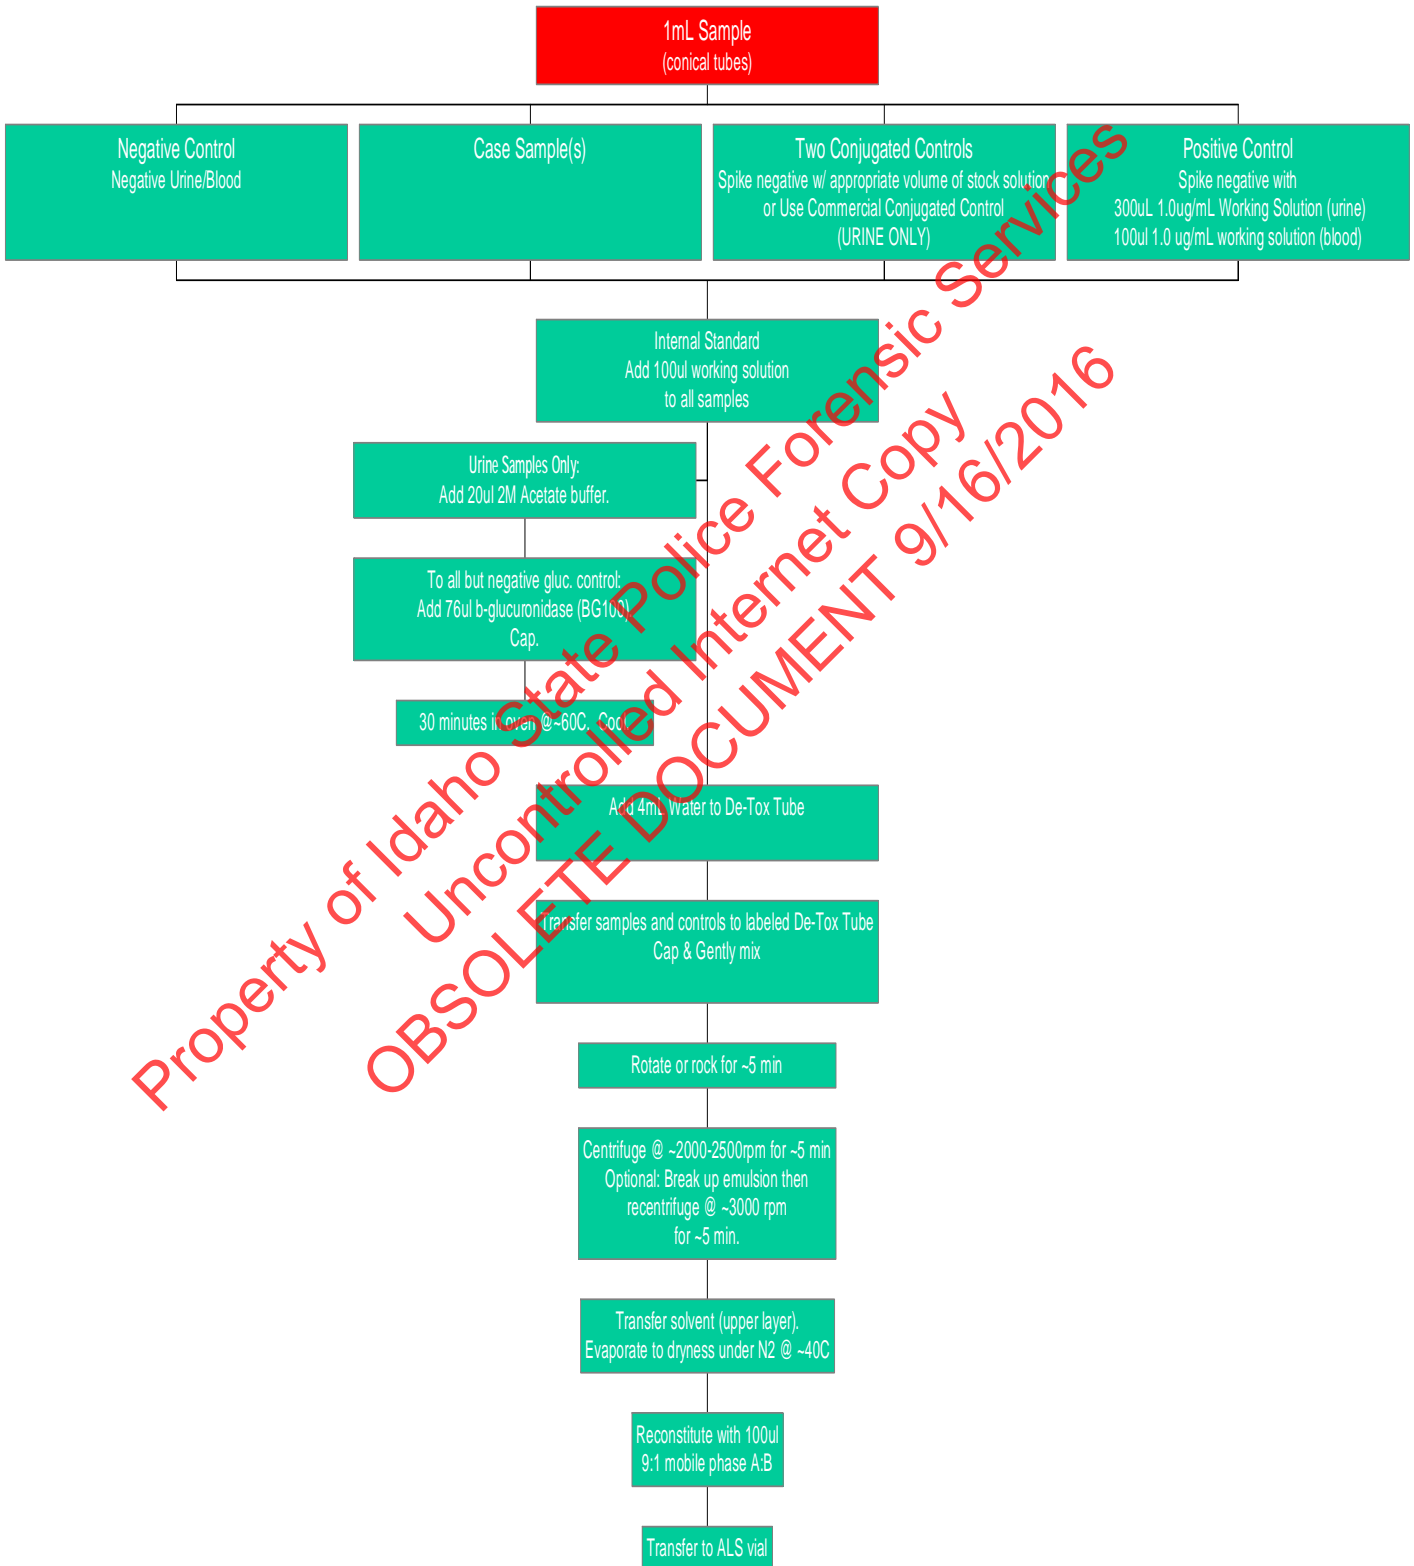 1mL Sample
(conical tubes)
Negative Control
Negative Urine/Blood
Case Sample(s)
Two Conjugated Controls
Spike negative w/ appropriate volume of stock solution
or Use Commercial Conjugated Control
(URINE ONLY)
Positive Control
Spike negative with
300uL 1.0ug/mL Working Solution (urine)
100ul 1.0 ug/mL working solution (blood)
Internal Standard
Add 100ul working solution
to all samples
Urine Samples Only:
Add 20ul 2M Acetate buffer.
To all but negative gluc. control:
Add 76ul b-glucuronidase (BG100)
Cap.
30 minutes in oven @~60C. Cool
Add 4mL Water to De-Tox Tube
Transfer samples and controls to labeled De-Tox Tube
Cap & Gently mix
Rotate or rock for ~5 min
Centrifuge @ ~2000-2500rpm for ~5 min
Optional: Break up emulsion then
recentrifuge @ ~3000 rpm
for ~5 min.
Transfer solvent (upper layer).
Evaporate to dryness under N2 @ ~40C
Reconstitute with 100ul
9:1 mobile phase A:B
Transfer to ALS vial
Property of Idaho State Police Forensic Services
Uncontrolled Internet Copy
OBSOLETE DOCUMENT 9/16/2016